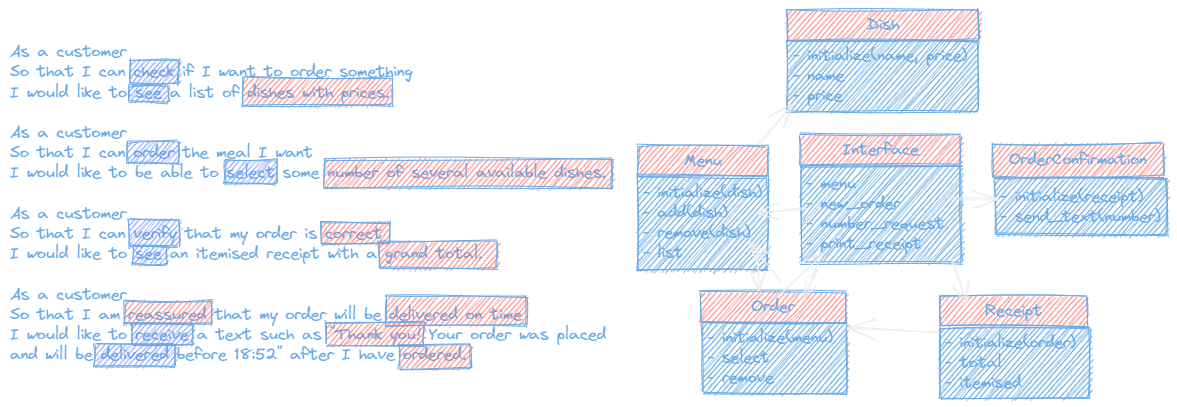 As a customer
So that I can check if I want to order something
I would like to see a list of dishes with prices.
As a customer
So that I can order the meal I want
I would like to be able to select some number of several available dishes.
As a customer
So that I can verify that my order is correct
I would like to see an itemised receipt with a grand total.
As a customer
So that I am reassured that my order will be delivered on time
I would like to receive a text such as "Thank you! Your order was placed
and will be delivered before 18:52" after I have ordered.
Dish
- initialize(name, price)
- name
- price
Menu
- initialize(dish)
- add(dish)
- remove(dish)
- list
Interface
- menu
- new_order
- number_request
- print_receipt
OrderConfirmation
- initialize(receipt)
- send_text(number)
Order
- initialize(menu)
- select
- remove
Receipt
- initialize(order)
- total
- itemised